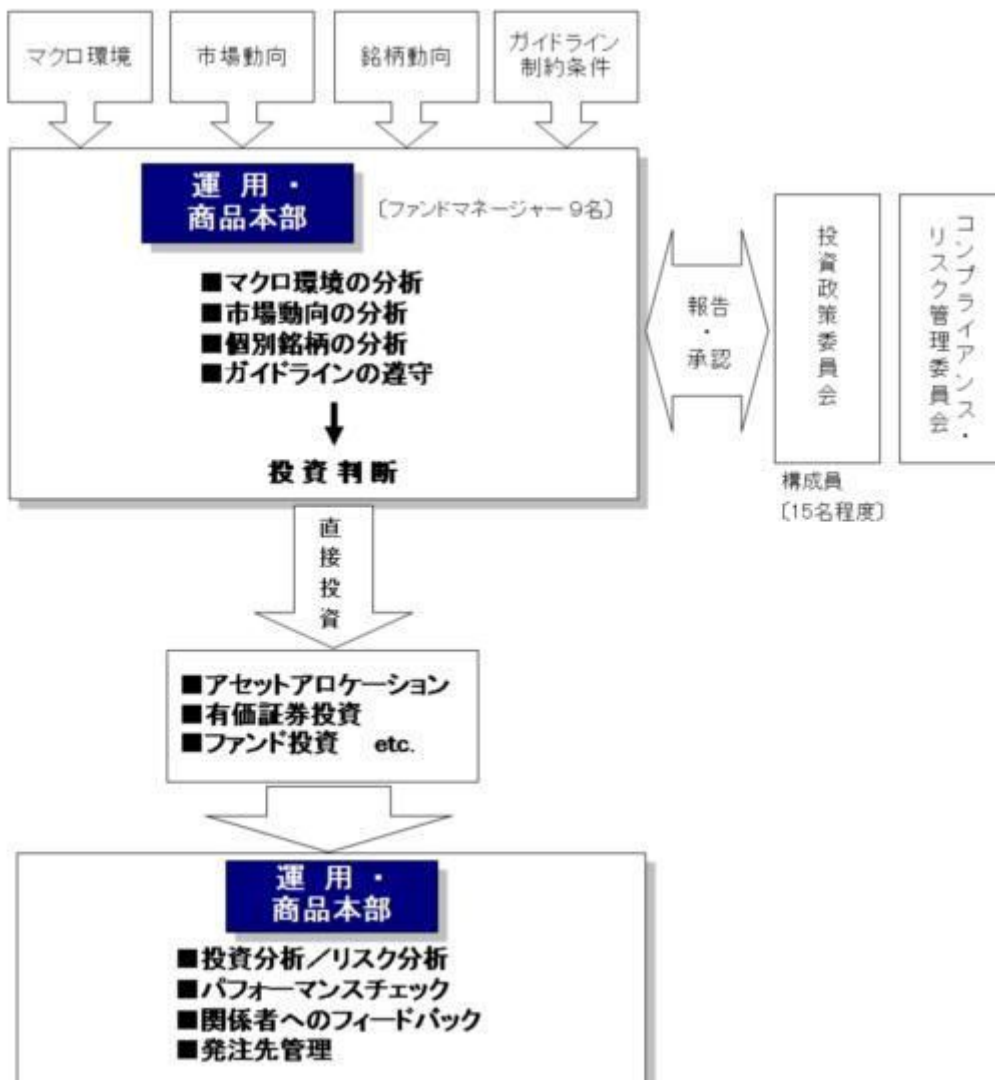 マクロ環境
市場動向
銘柄動向
ガイドライン
制約条件
運 用 ・
商品本部
〔ファンドマネージャー 9名〕
■マクロ環境の分析
■市場動向の分析
■個別銘柄の分析
■ガイドラインの遵守
投 資 判 断
報告
・
承認
投資政策委員会
コンプライアンス・
リスク管理委員会
構成員
〔15名程度〕
直接投資
■アセットアロケーション
■有価証券投資
■ファンド投資 etc.
運 用 ・
商品本部
■投資分析／リスク分析
■パフォーマンスチェック
■関係者へのフィードバック
■発注先管理